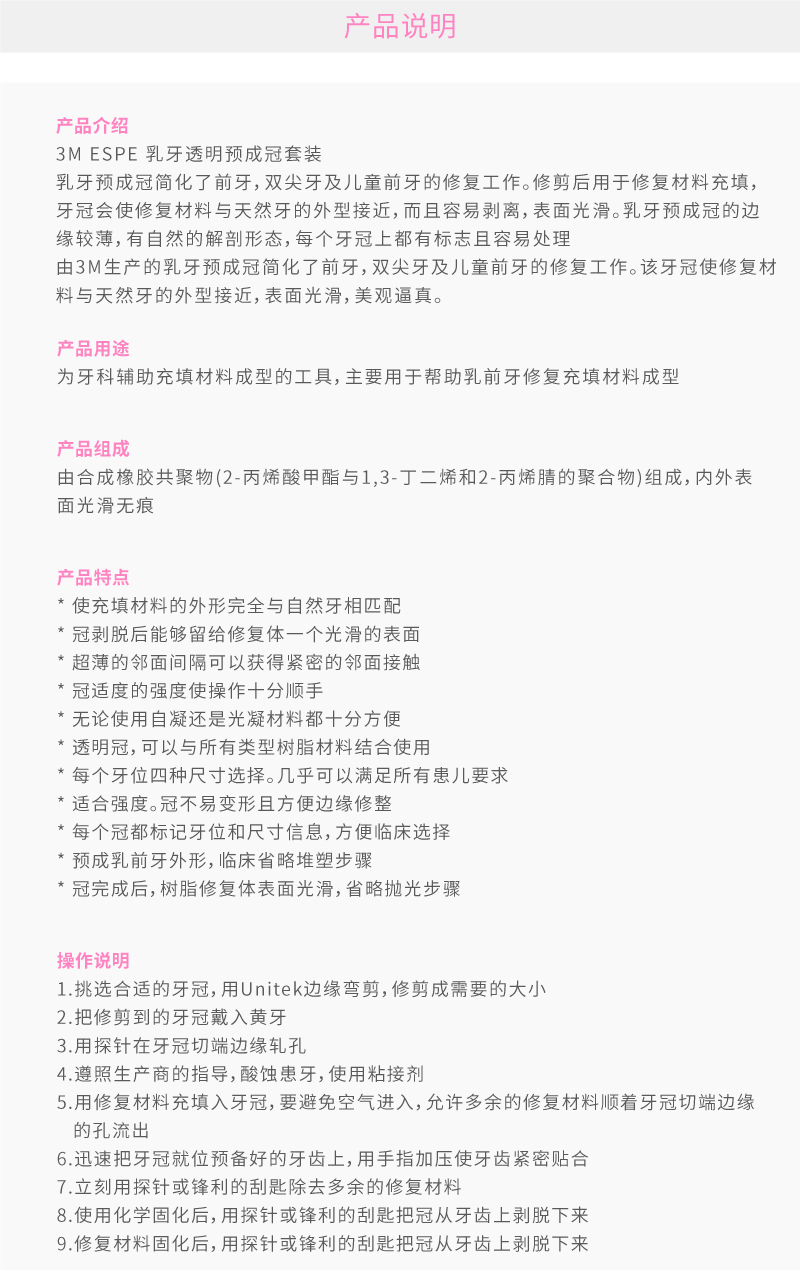 产品说明
产品介绍
3M ESPE 乳牙透明预成冠套装
乳牙预成冠简化了前牙，双尖牙及儿童前牙的修复工作。修剪后用于修复材料充填，
牙冠会使修复材料与天然牙的外型接近，而且容易剥离，表面光滑。乳牙预成冠的边
缘较薄，有自然的解剖形态，每个牙冠上都有标志且容易处理
由3M生产的乳牙预成冠简化了前牙，双尖牙及儿童前牙的修复工作。该牙冠使修复材
料与天然牙的外型接近，表面光滑，美观逼真。
产品用途
为牙科辅助充填材料成型的工具，主要用于帮助乳前牙修复充填材料成型
产品组成
由合成橡胶共聚物(2-丙烯酸甲酯与1,3-丁二烯和2-丙烯腈的聚合物)组成，内外表
面光滑无痕
产品特点
* 使充填材料的外形完全与自然牙相匹配
* 冠剥脱后能够留给修复体一个光滑的表面
* 超薄的邻面间隔可以获得紧密的邻面接触
* 冠适度的强度使操作十分顺手
* 无论使用自凝还是光凝材料都十分方便
* 透明冠，可以与所有类型树脂材料结合使用
* 每个牙位四种尺寸选择。几乎可以满足所有患儿要求
* 适合强度。冠不易变形且方便边缘修整
* 每个冠都标记牙位和尺寸信息，方便临床选择
* 预成乳前牙外形，临床省略堆塑步骤
* 冠完成后，树脂修复体表面光滑，省略抛光步骤
操作说明
1.挑选合适的牙冠，用Unitek边缘弯剪，修剪成需要的大小
2.把修剪到的牙冠戴入黄牙
3.用探针在牙冠切端边缘轧孔
4.遵照生产商的指导，酸蚀患牙，使用粘接剂
5.用修复材料充填入牙冠，要避免空气进入，允许多余的修复材料顺着牙冠切端边缘
的孔流出
6.迅速把牙冠就位预备好的牙齿上，用手指加压使牙齿紧密贴合
7.立刻用探针或锋利的刮匙除去多余的修复材料
8.使用化学固化后，用探针或锋利的刮匙把冠从牙齿上剥脱下来
9.修复材料固化后，用探针或锋利的刮匙把冠从牙齿上剥脱下来